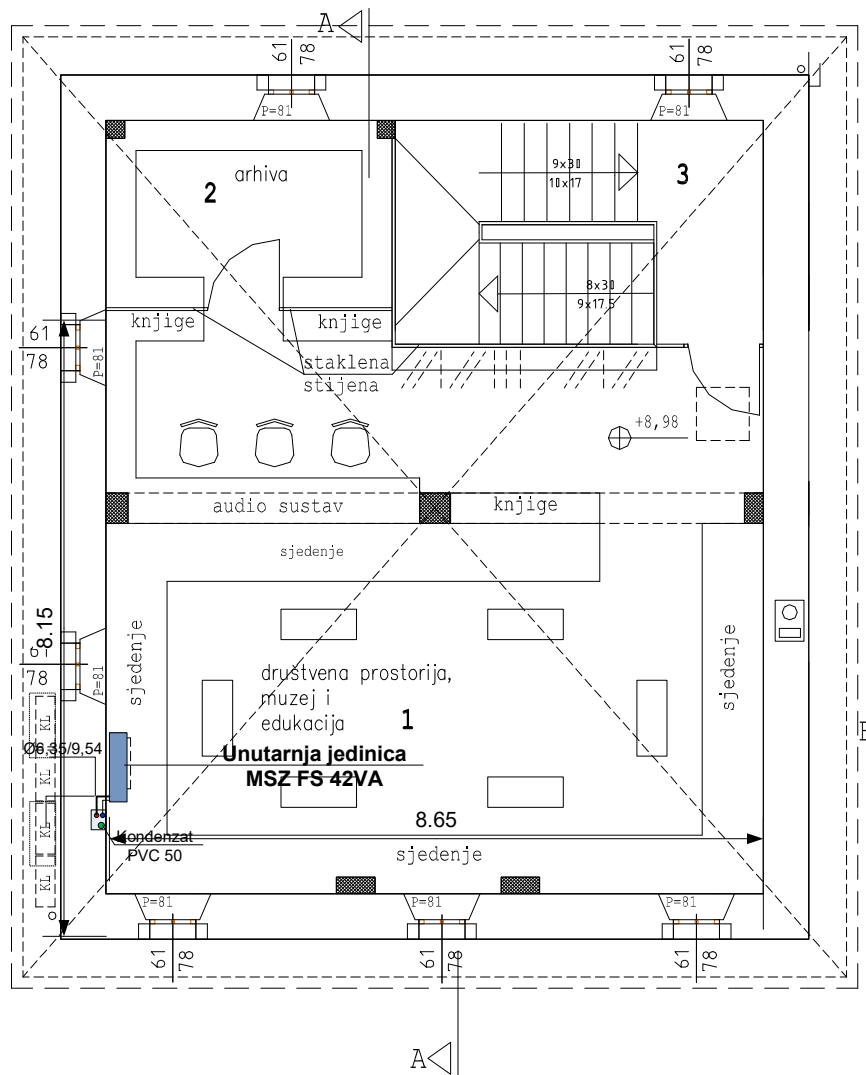 A
61
78
61
78
P=81
P=81
arhiva
2
3
9x30
10x17
8x30
9x17,5
knjige
knjige
staklena
stijena
61
78
P=81
+8,98
audio sustav
knjige
sjedenje
8.15
78
P=81
sjedenje
sjedenje
društvena prostorija,
muzej i
edukacija
1
KL
KL
KL
KL
Ø6,35/9,54
Unutarnja jedinica
MSZ FS 42VA
Kondenzat
PVC 50
8.65
sjedenje
P=81
P=81
P=81
61
78
61
78
61
78
A